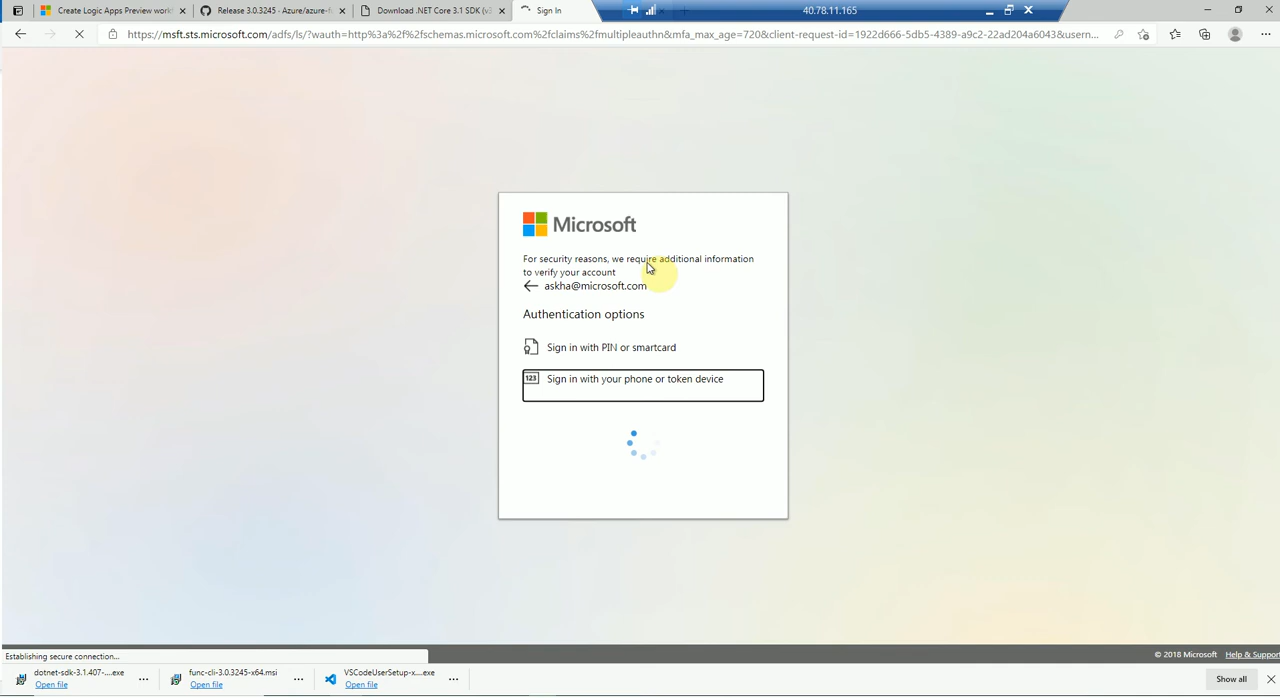 Create Logic Apps Preview work
Release 3.0.3245 - Azure/azure-f
Download .NET Core 3.1 SDK (v3
Sign In
40.78.11.165
https://msft.sts.microsoft.com/adfs/ls/?wauth=http%3a%2f%2fschemas.microsoft.com%2fclaims%2fmultipleauthn&mfa_max_age=720&client-request-id=1922d666-5db5-4389-a9c2-22ad204a6043&usern...
Microsoft
For security reasons, we require additional information
to verify your account
askha@microsoft.com
Authentication options
Sign in with PIN or smartcard
123 Sign in with your phone or token device
Establishing secure connection...
© 2018 Microsoft Help & Support
dotnet-sdk-3.1.407-....exe
Open file
func-cli-3.0.3245-x64.msi
Open file
VSCodeUserSetup-x....exe
Open file
Show all